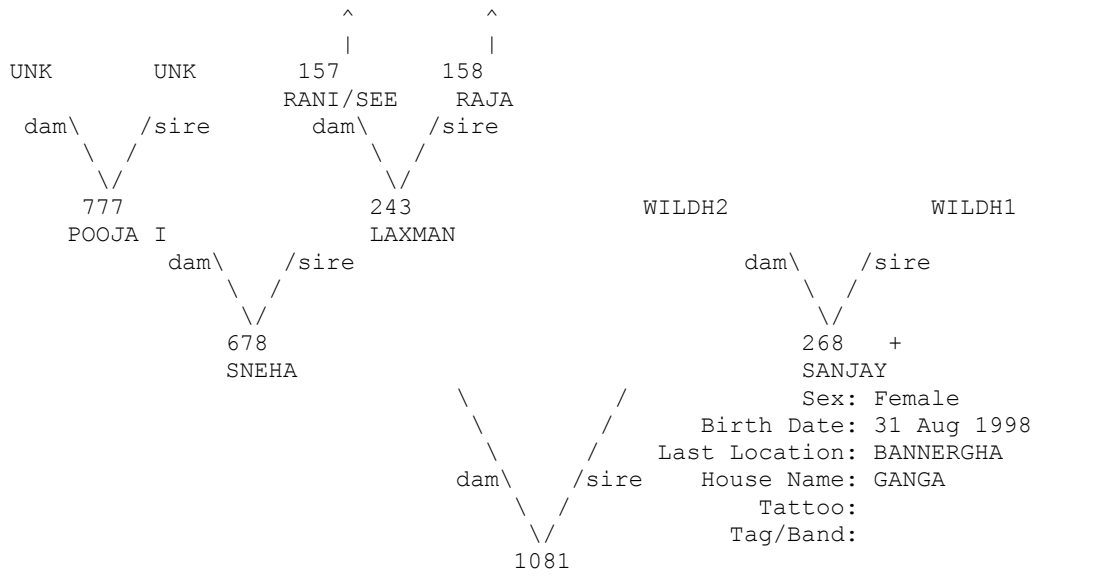 ^ ^
| |
UNK UNK 157 158
RANI/SEE RAJA
dam\ /sire dam\ /sire
\ / \ /
\/ \/
777 243 WILDH2 WILDH1
POOJA I LAXMAN
dam\ /sire dam\ /sire
\ / \ /
\/ \/
678 268 +
SNEHA SANJAY
\ / Sex: Female
\ / Birth Date: 31 Aug 1998
\ / Last Location: BANNERGHA
dam\ /sire House Name: GANGA
\ / Tattoo:
\/ Tag/Band:
1081